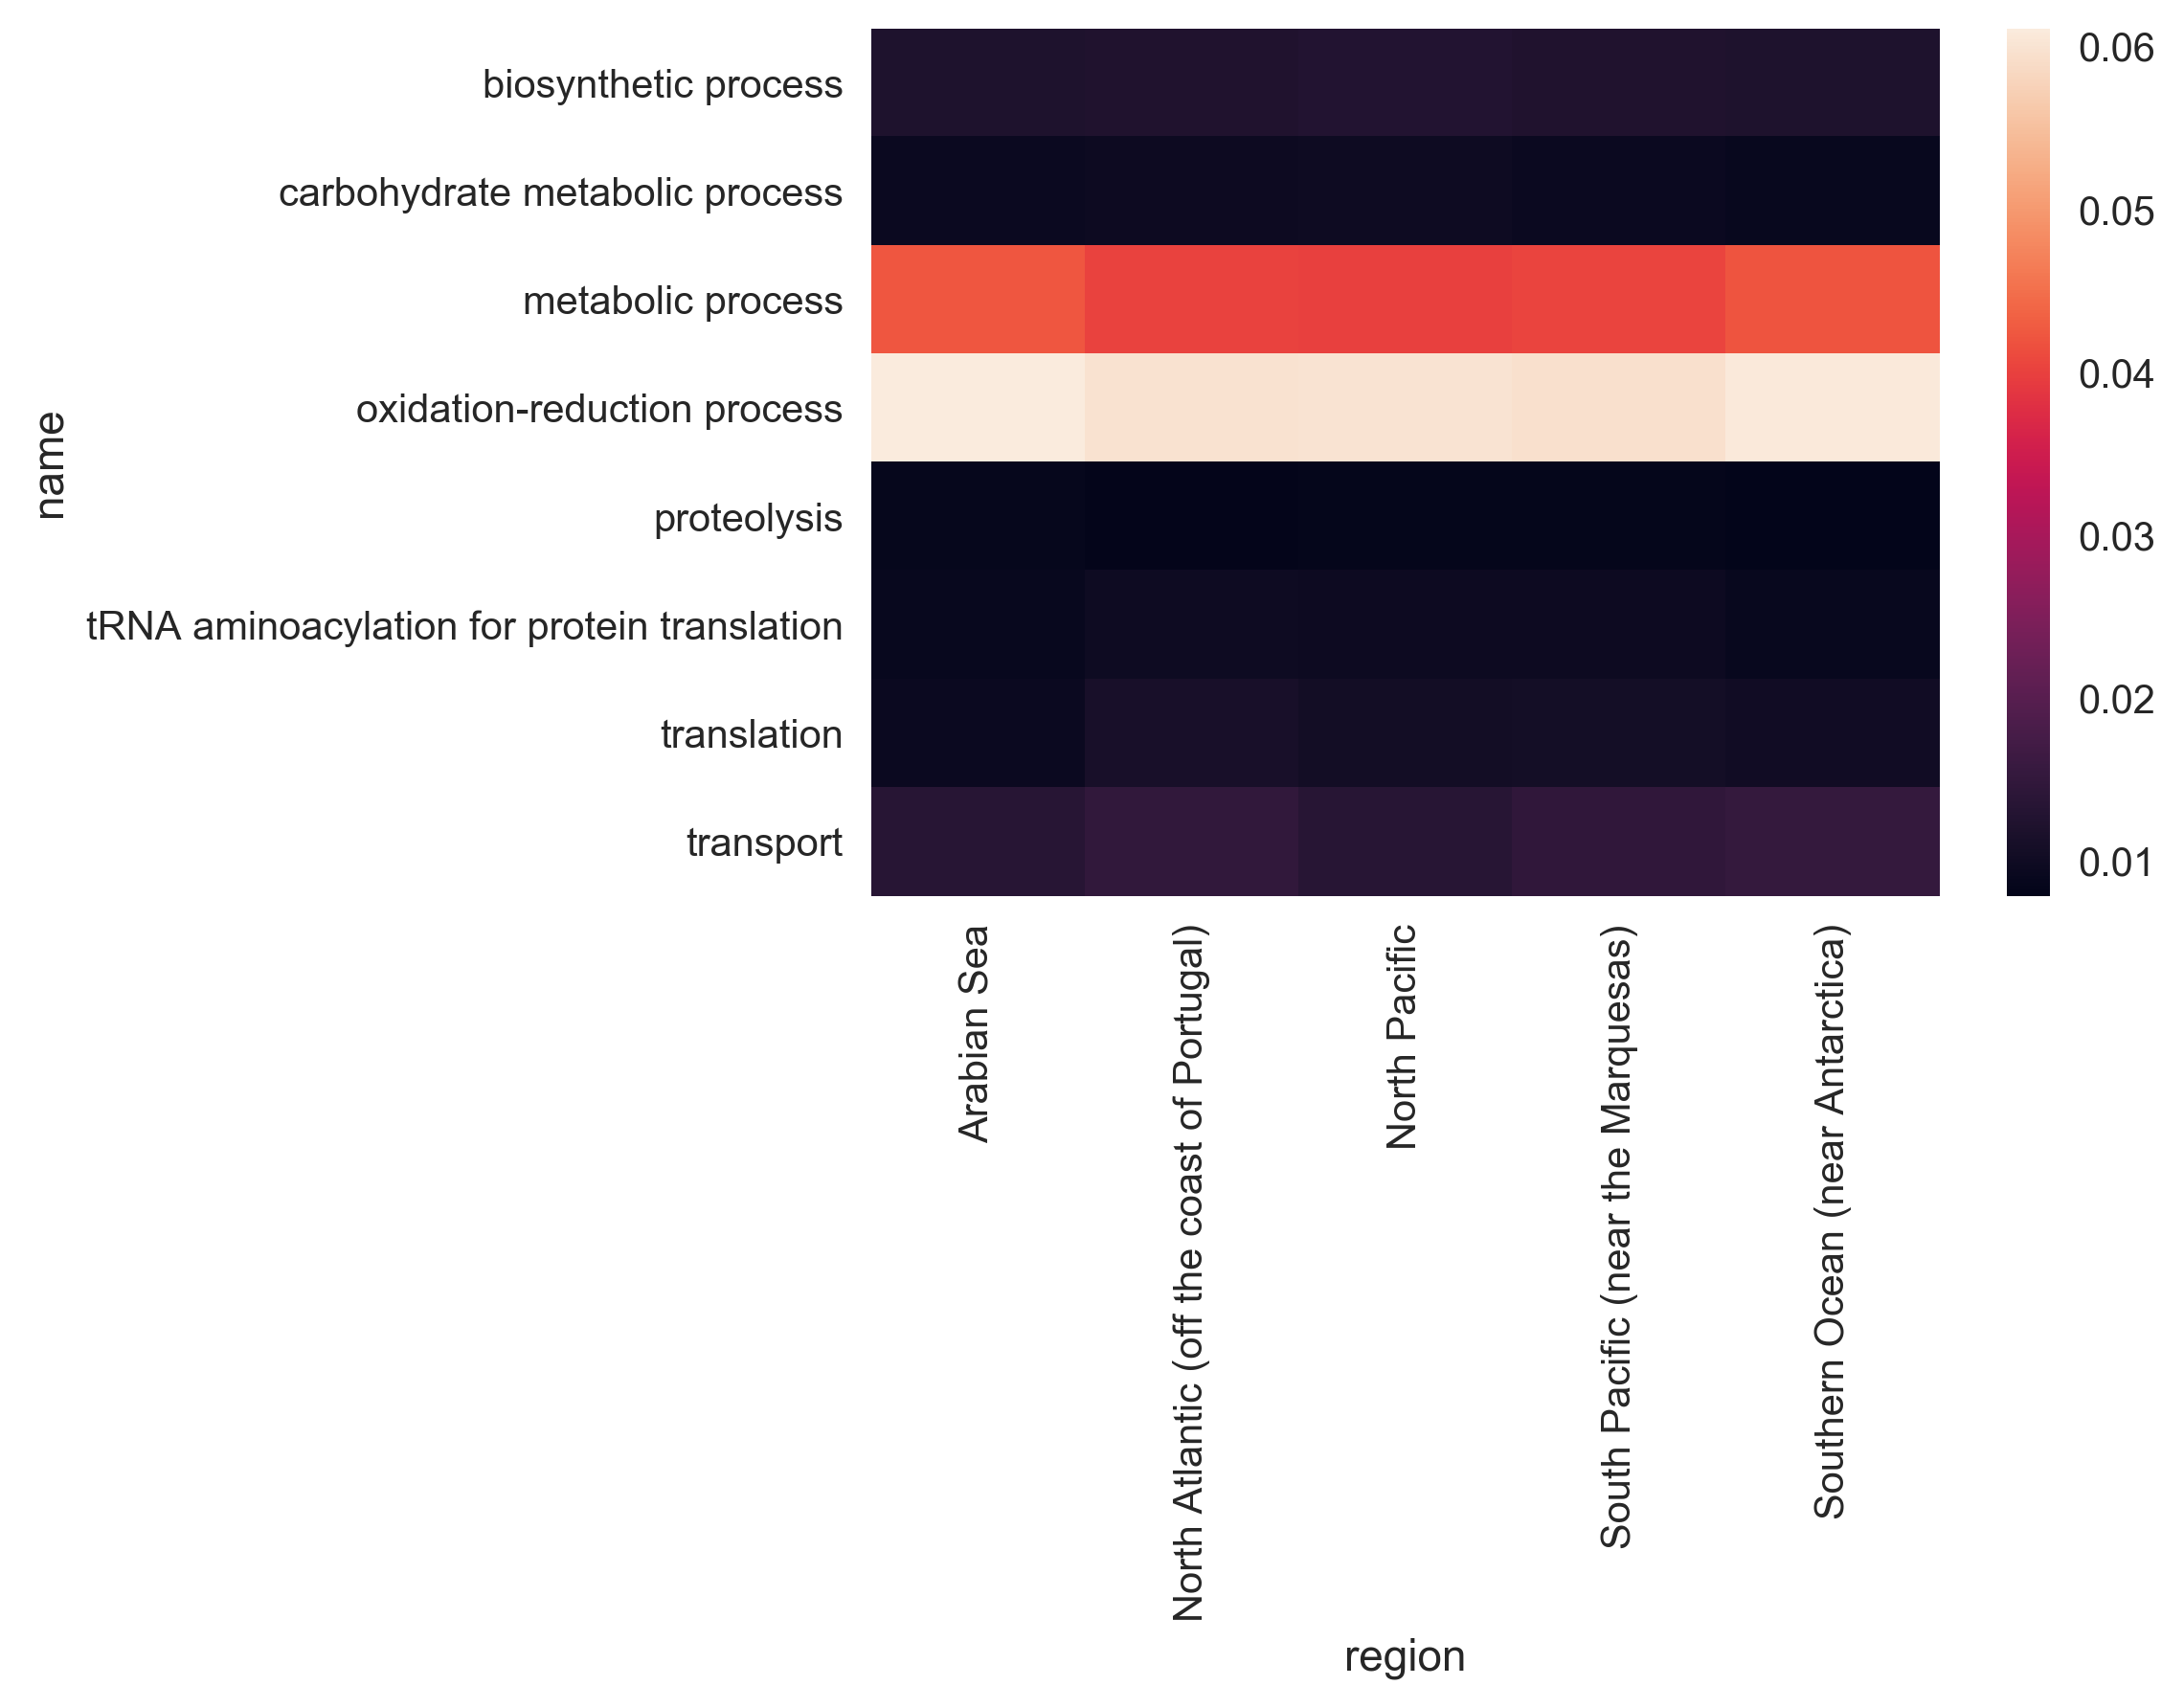 name
biosynthetic process
carbohydrate metabolic process
metabolic process
oxidation-reduction process
proteolysis
tRNA aminoacylation for protein translation
translation
transport
0.06
0.05
0.04
0.03
0.02
0.01
Arabian Sea
North Atlantic (off the coast of Portugal)
North Pacific
South Pacific (near the Marquesas)
Southern Ocean (near Antarctica)
region